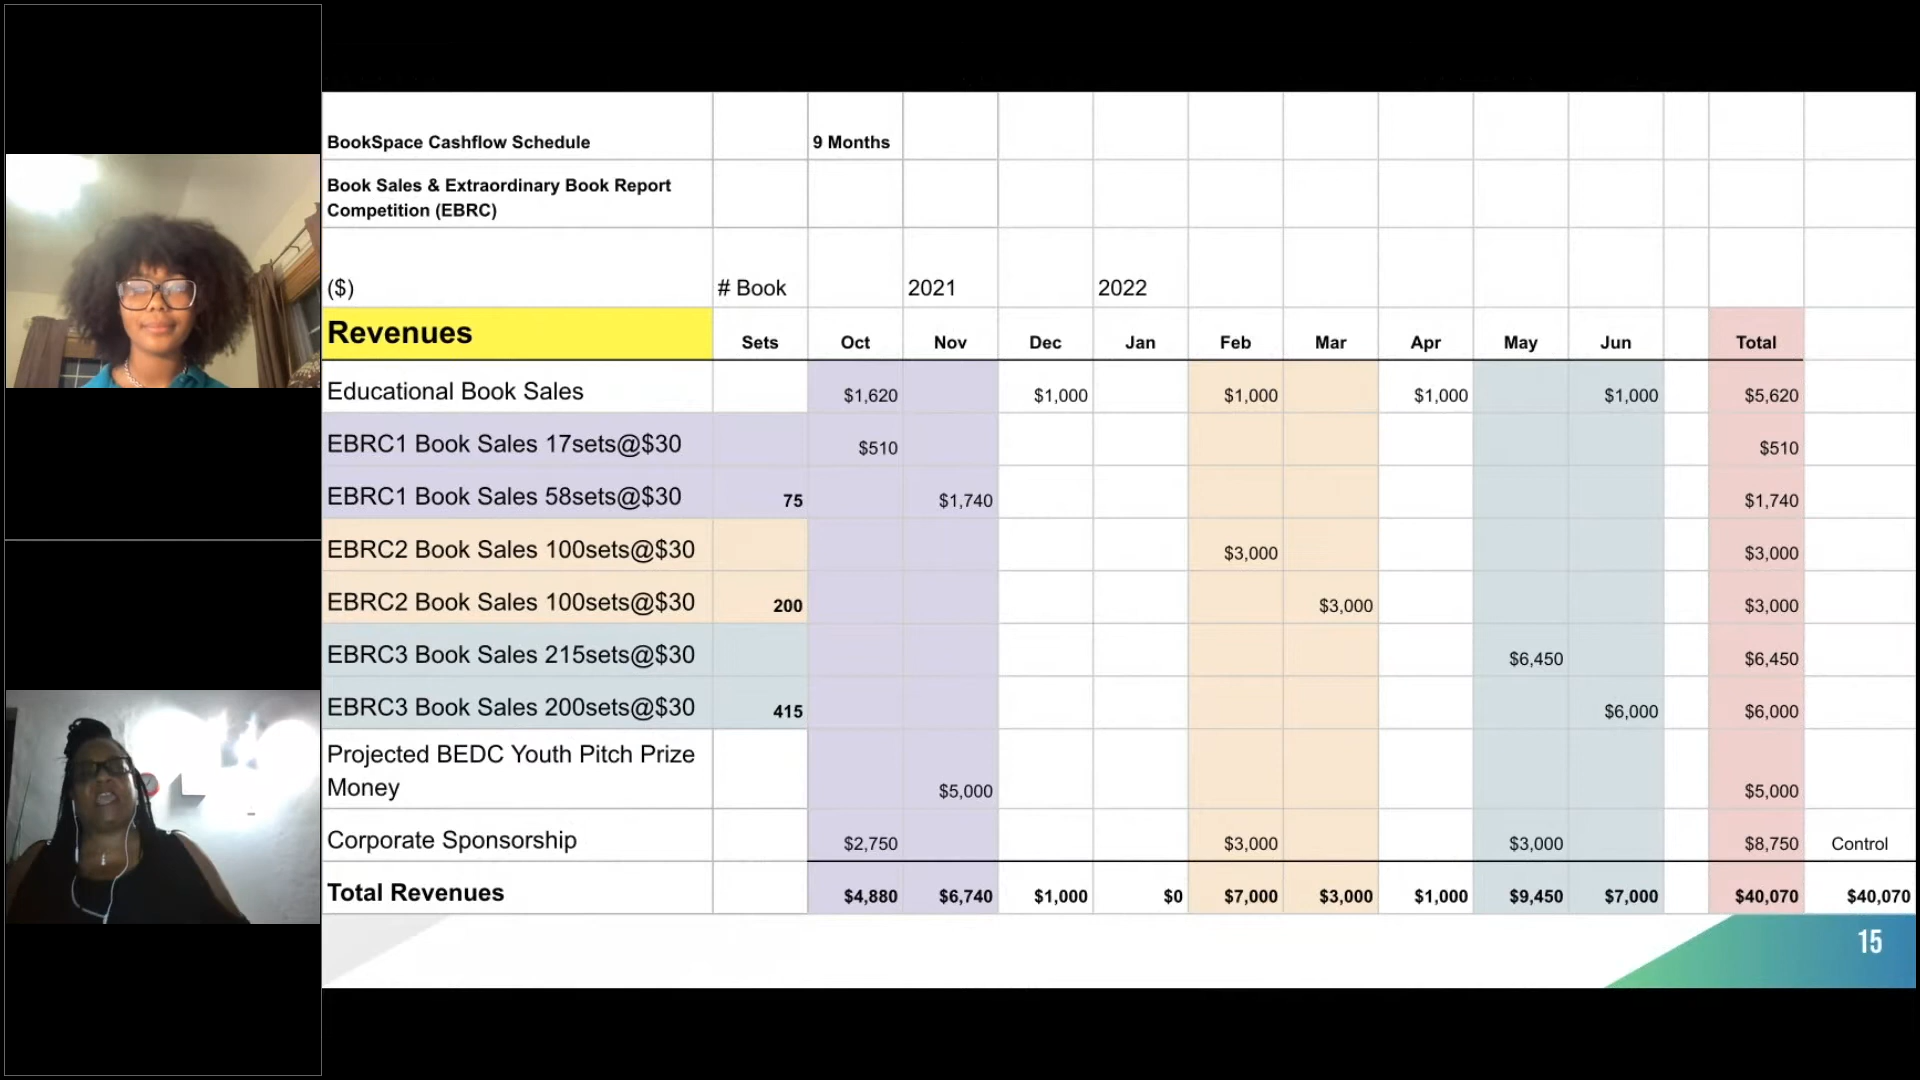 BookSpace Cashflow Schedule 9 Months
Book Sales & Extraordinary Book Report
Competition (EBRC)
($) # Book 2021 2022
Revenues Sets Oct Nov Dec Jan Feb Mar Apr May Jun Total
Educational Book Sales $1,620 $1,000 $1,000 $1,000 $1,000 $5,620
EBRC1 Book Sales 17sets@$30 $510 $510
EBRC1 Book Sales 58sets@$30 75 $1,740 $1,740
EBRC2 Book Sales 100sets@$30 $3,000 $3,000
EBRC2 Book Sales 100sets@$30 200 $3,000 $3,000
EBRC3 Book Sales 215sets@$30 $6,450 $6,450
EBRC3 Book Sales 200sets@$30 415 $6,000 $6,000
Projected BEDC Youth Pitch Prize
Money $5,000 $5,000
Corporate Sponsorship $2,750 $3,000 $3,000 $8,750 Control
Total Revenues $4,880 $6,740 $1,000 $0 $7,000 $3,000 $1,000 $9,450 $7,000 $40,070 $40,070
15